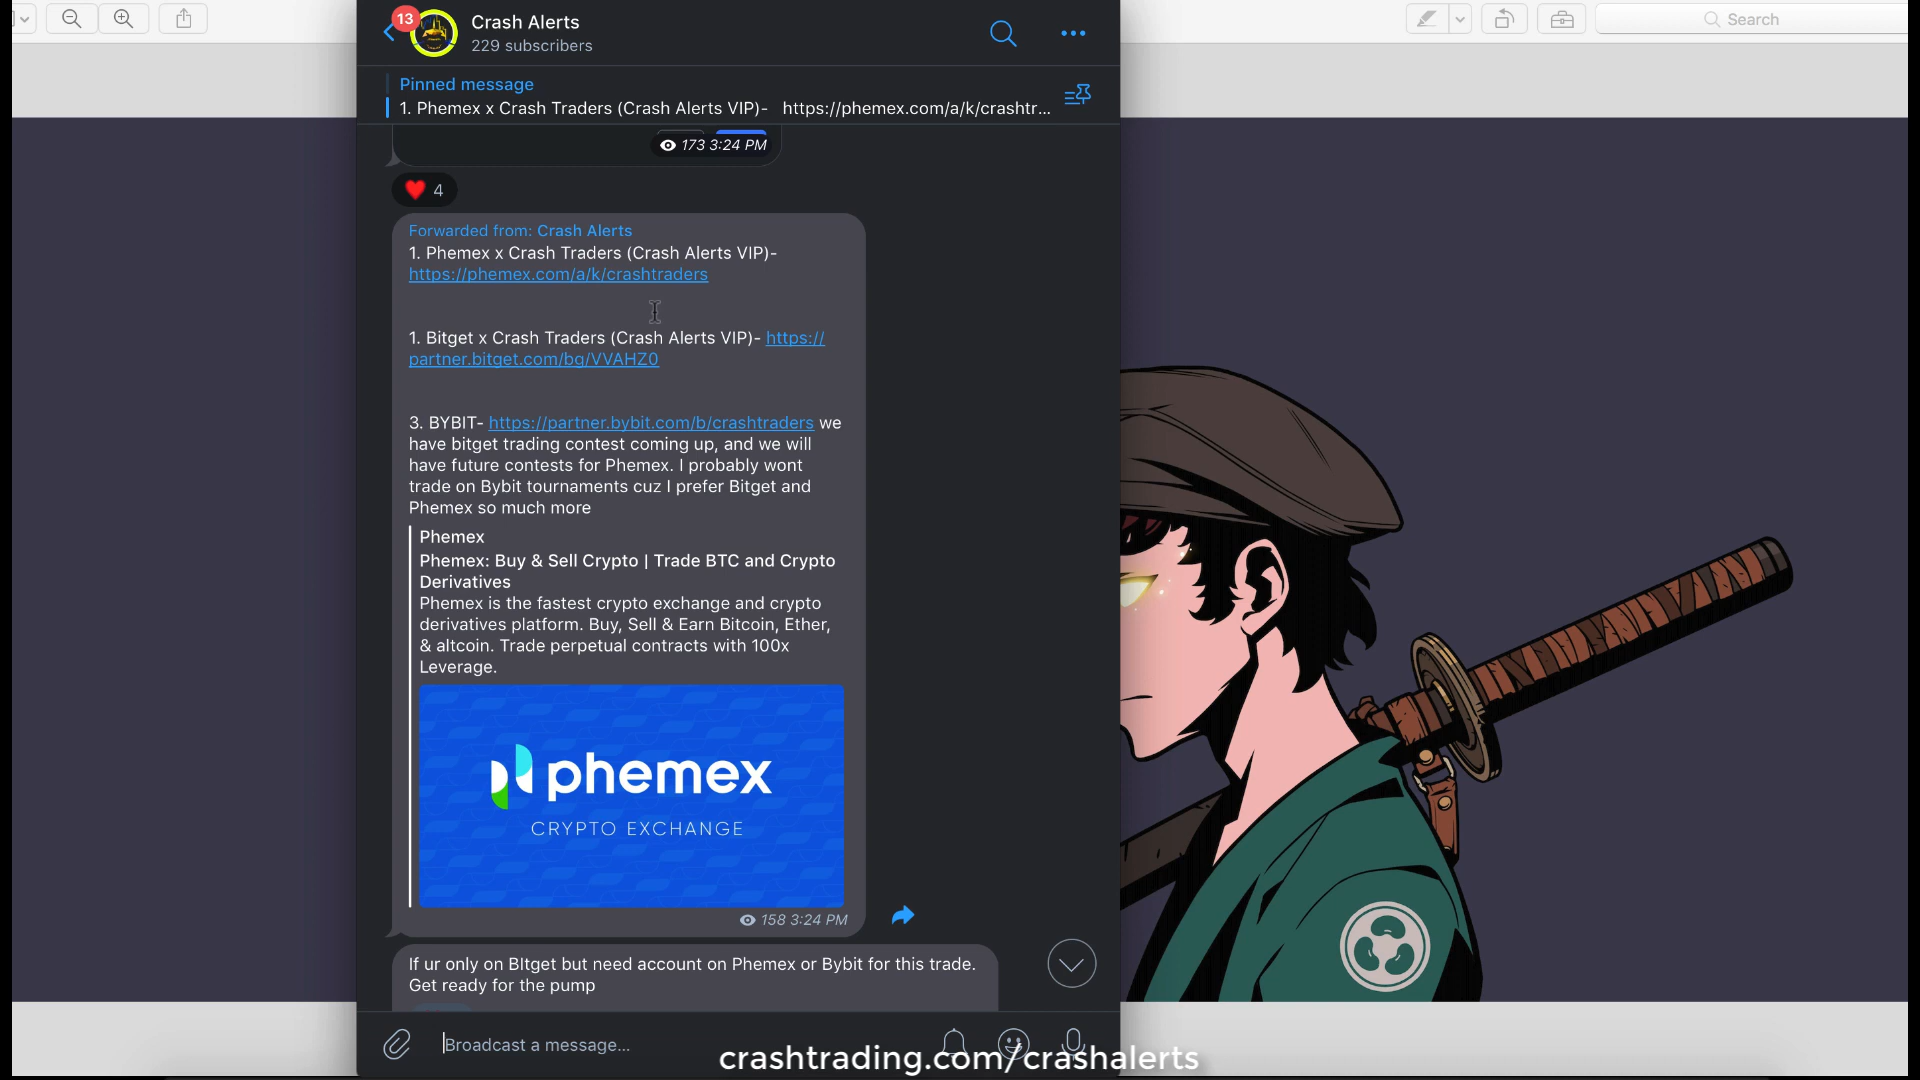 13
Crash Alerts
229 subscribers
Search
Pinned message
1. Phemex x Crash Traders (Crash Alerts VIP)- https://phemex.com/a/k/crashtr...
173 3:24 PM
4
Forwarded from: Crash Alerts
1. Phemex x Crash Traders (Crash Alerts VIP)-
https://phemex.com/a/k/crashtraders
1. Bitget x Crash Traders (Crash Alerts VIP)- https://
partner.bitget.com/bg/VVAHZ0
3. BYBIT- https://partner.bybit.com/b/crashtraders we
have bitget trading contest coming up, and we will
have future contests for Phemex. I probably wont
trade on Bybit tournaments cuz I prefer Bitget and
Phemex so much more
Phemex
Phemex: Buy & Sell Crypto | Trade BTC and Crypto
Derivatives
Phemex is the fastest crypto exchange and crypto
derivatives platform. Buy, Sell & Earn Bitcoin, Ether,
& altcoin. Trade perpetual contracts with 100x
Leverage.
phemex
CRYPTO EXCHANGE
158 3:24 PM
If ur only on BItget but need account on Phemex or Bybit for this trade.
Get ready for the pump
Broadcast a message...
crashtrading.com/crashalerts